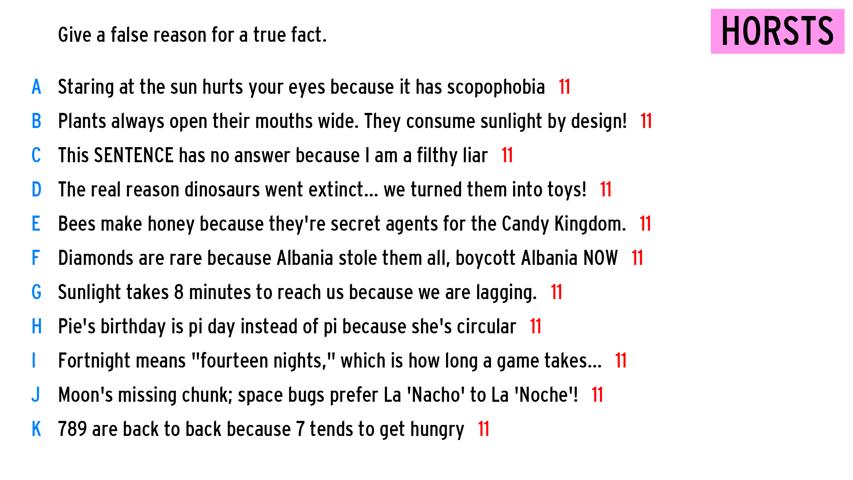 Give a false reason for a true fact.
HORSTS
A Staring at the sun hurts your eyes because it has scopophobia 11
B Plants always open their mouths wide. They consume sunlight by design! 11
C This SENTENCE has no answer because I am a filthy liar 11
D The real reason dinosaurs went extinct... we turned them into toys! 11
E Bees make honey because they're secret agents for the Candy Kingdom. 11
F Diamonds are rare because Albania stole them all, boycott Albania NOW 11
G Sunlight takes 8 minutes to reach us because we are lagging. 11
H Pie's birthday is pi day instead of pi because she's circular 11
I Fortnight means "fourteen nights," which is how long a game takes... 11
J Moon's missing chunk; space bugs prefer La 'Nacho' to La 'Noche'! 11
K 789 are back to back because 7 tends to get hungry 11